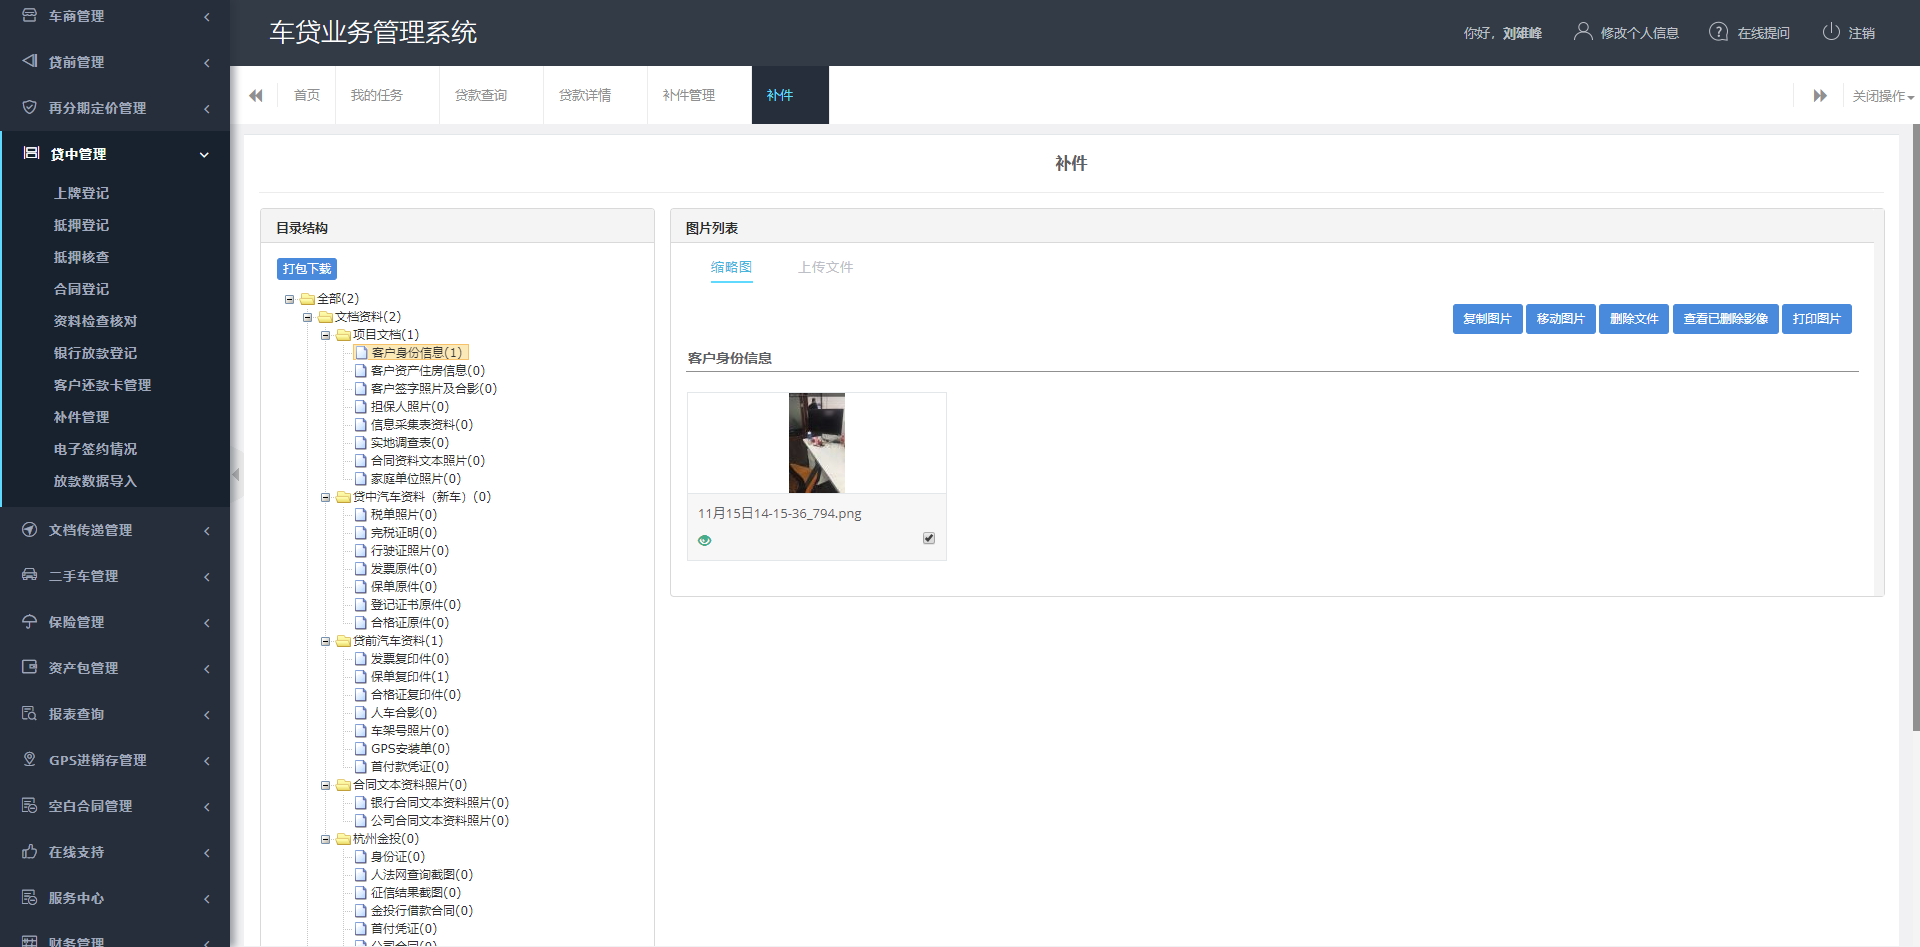 车商管理
贷前管理
再分期定价管理
贷中管理
上牌登记
抵押登记
抵押核查
合同登记
资料检查核对
银行放款登记
客户还款卡管理
补件管理
电子签约情况
放款数据导入
文档传递管理
二手车管理
保险管理
资产包管理
报表查询
GPS进销存管理
空白合同管理
在线支持
服务中心
财务管理
车贷业务管理系统
你好，刘雄峰
修改个人信息
在线提问
注销
首页
我的任务
贷款查询
贷款详情
补件管理
补件
关闭操作
补件
目录结构
打包下载
全部(2)
文档资料(2)
项目文档(1)
客户身份信息(1)
客户资产住房信息(0)
客户签字照片及合影(0)
担保人照片(0)
信息采集表资料(0)
实地调查表(0)
合同资料文本照片(0)
家庭单位照片(0)
贷中汽车资料（新车）(0)
税单照片(0)
完税证明(0)
行驶证照片(0)
发票原件(0)
保单原件(0)
登记证书原件(0)
合格证原件(0)
贷前汽车资料(1)
发票复印件(0)
保单复印件(1)
合格证复印件(0)
人车合影(0)
车架号照片(0)
GPS安装单(0)
首付款凭证(0)
合同文本资料照片(0)
银行合同文本资料照片(0)
公司合同文本资料照片(0)
杭州金投(0)
身份证(0)
人法网查询截图(0)
征信结果截图(0)
金投行借款合同(0)
首付凭证(0)
公司合同(0)
图片列表
缩略图
上传文件
复制图片
移动图片
删除文件
查看已删除影像
打印图片
客户身份信息
11月15日14-15-36_794.png